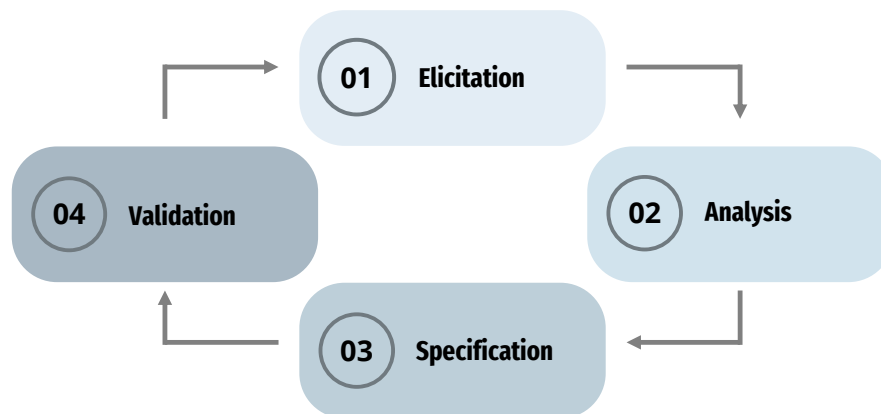 01 Elicitation
02 Analysis
03 Specification
04 Validation